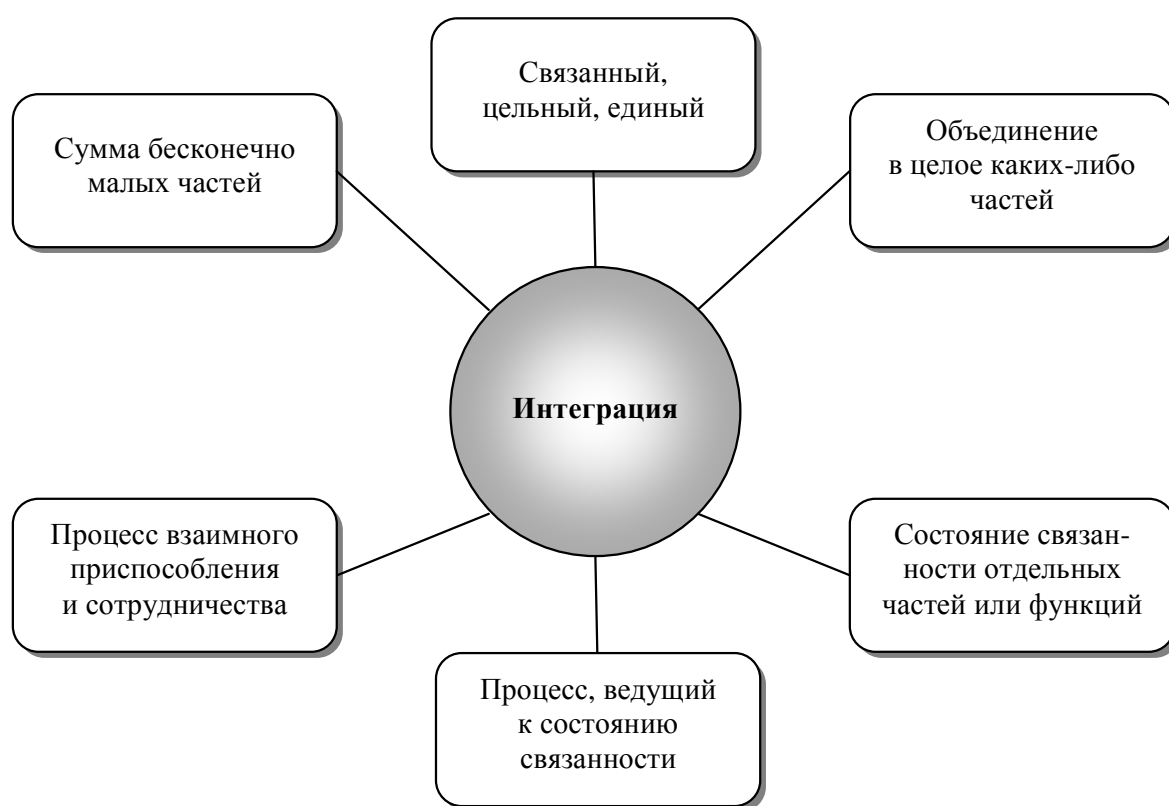 Связанный,
цельный, единый
Сумма бесконечно
малых частей
Объединение
в целое каких-либо
частей
Интеграция
Процесс взаимного
приспособления
и сотрудничества
Состояние связан-
ности отдельных
частей или функций
Процесс, ведущий
к состоянию
связанности